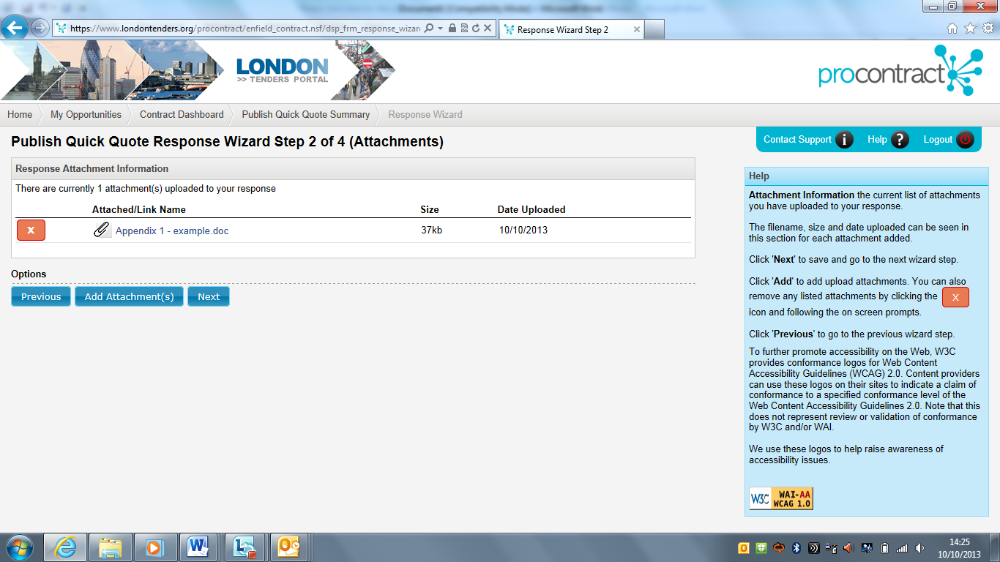 https://www.londontenders.org/procontract/enfield_contract.nsf/dsp_frm_response_wizar
Response Wizard Step 2
LONDON
>> TENDERS PORTAL
procontract
Home
My Opportunities
Contract Dashboard
Publish Quick Quote Summary
Response Wizard
Publish Quick Quote Response Wizard Step 2 of 4 (Attachments)
Contact Support
Help
Logout
Response Attachment Information
There are currently 1 attachment(s) uploaded to your response
Attached/Link Name Size Date Uploaded
X Appendix 1 - example.doc 37kb 10/10/2013
Options
Previous
Add Attachment(s)
Next
Help
Attachment Information the current list of attachments
you have uploaded to your response.
The filename, size and date uploaded can be seen in
this section for each attachment added.
Click 'Next' to save and go to the next wizard step.
Click 'Add' to add upload attachments. You can also
remove any listed attachments by clicking the X
icon and following the on screen prompts.
Click 'Previous' to go to the previous wizard step.
To further promote accessibility on the Web, W3C
provides conformance logos for Web Content
Accessibility Guidelines (WCAG) 2.0. Content providers
can use these logos on their sites to indicate a claim of
conformance to a specified conformance level of the
Web Content Accessibility Guidelines 2.0. Note that this
does not represent review or validation of conformance
by W3C and/or WAI.
We use these logos to help raise awareness of
accessibility issues.
W3C WAI-AA
WCAG 1.0
14:25
10/10/2013